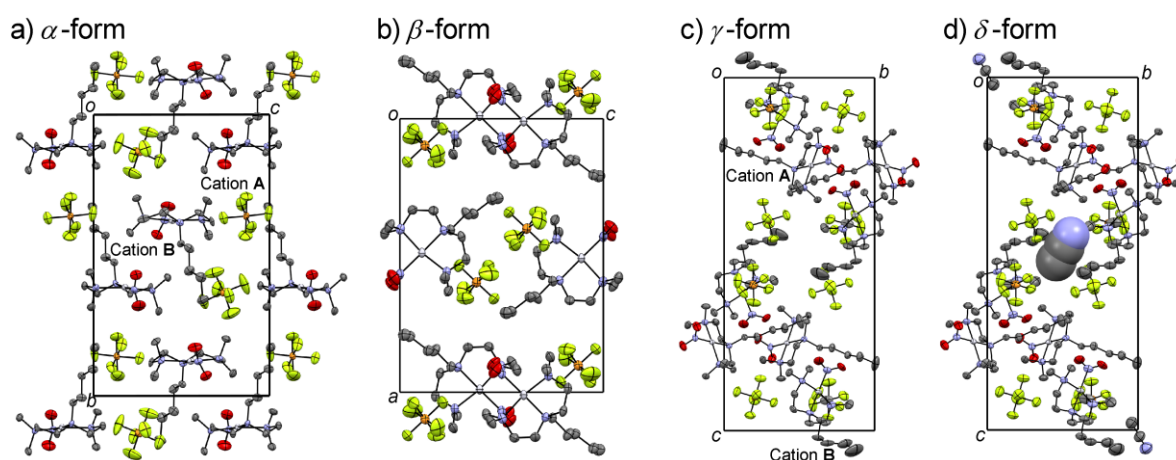 a) α-form
b) β-form
c) γ-form
d) δ-form
o
c
Cation A
Cation B
b
o
c
a
o
b
Cation A
c
Cation B
o
b
c